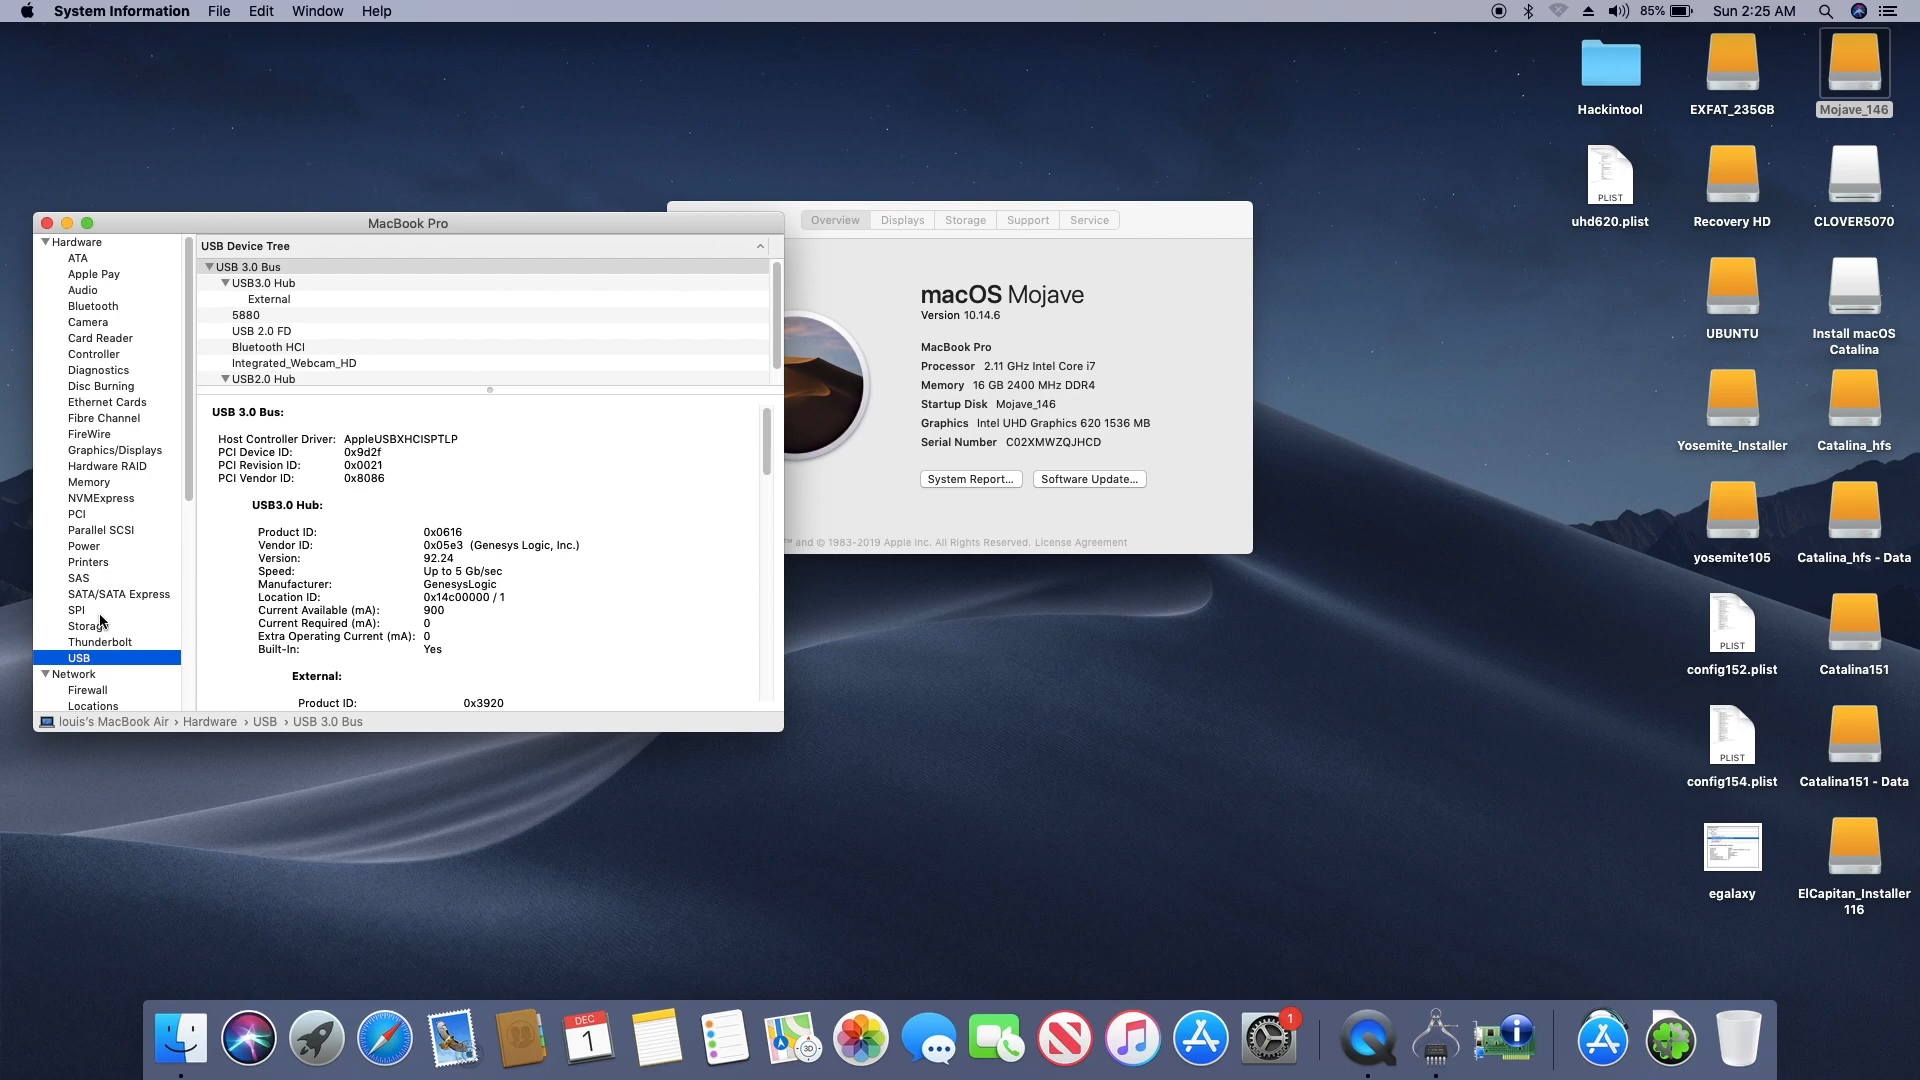 System Information File Edit Window Help
85% Sun 2:25 AM
Hackintool
EXFAT_235GB
Mojave_146
PLIST
uhd620.plist
Recovery HD
CLOVER5070
UBUNTU
Install macOS
Catalina
Yosemite_Installer
Catalina_hfs
yosemite105
Catalina_hfs - Data
PLIST
config152.plist
Catalina151
PLIST
config154.plist
Catalina151 - Data
egalaxy
ElCapitan_Installer
116
MacBook Pro
Hardware
ATA
Apple Pay
Audio
Bluetooth
Camera
Card Reader
Controller
Diagnostics
Disc Burning
Ethernet Cards
Fibre Channel
FireWire
Graphics/Displays
Hardware RAID
Memory
NVMExpress
PCI
Parallel SCSI
Power
Printers
SAS
SATA/SATA Express
SPI
Storage
Thunderbolt
USB
Network
Firewall
Locations
USB Device Tree
USB 3.0 Bus
USB3.0 Hub
External
5880
USB 2.0 FD
Bluetooth HCI
Integrated_Webcam_HD
USB2.0 Hub
USB 3.0 Bus:
Host Controller Driver: AppleUSBXHCISPTLP
PCI Device ID: 0x9d2f
PCI Revision ID: 0x0021
PCI Vendor ID: 0x8086
USB3.0 Hub:
Product ID: 0x0616
Vendor ID: 0x05e3 (Genesys Logic, Inc.)
Version: 92.24
Speed: Up to 5 Gb/sec
Manufacturer: GenesysLogic
Location ID: 0x14c00000 / 1
Current Available (mA): 900
Current Required (mA): 0
Extra Operating Current (mA): 0
Built-In: Yes
External:
Product ID: 0x3920
louis's MacBook Air › Hardware › USB › USB 3.0 Bus
Overview Displays Storage Support Service
macOS Mojave
Version 10.14.6
MacBook Pro
Processor 2.11 GHz Intel Core i7
Memory 16 GB 2400 MHz DDR4
Startup Disk Mojave_146
Graphics Intel UHD Graphics 620 1536 MB
Serial Number C02XMWZQJHCD
System Report... Software Update...
™ and © 1983-2019 Apple Inc. All Rights Reserved. License Agreement
DEC
1
3D
1